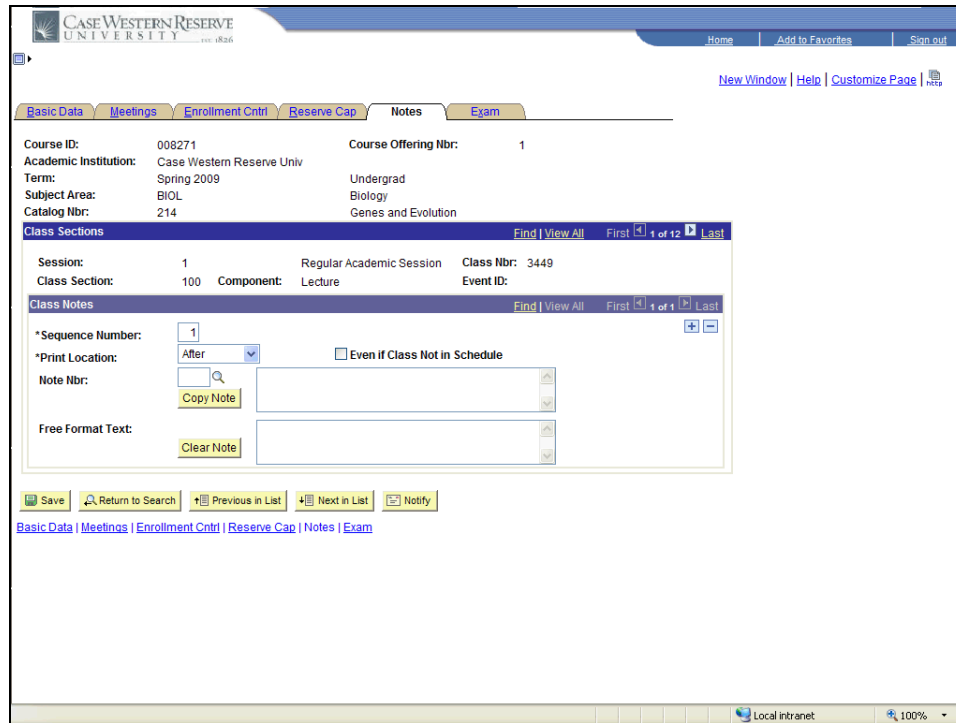 CASE WESTERN RESERVE
UNIVERSITY EST. 1826
Home Add to Favorites Sign out
New Window | Help | Customize Page | http
Basic Data Meetings Enrollment Cntrl Reserve Cap Notes Exam
Course ID: 008271 Course Offering Nbr: 1
Academic Institution: Case Western Reserve Univ
Term: Spring 2009 Undergrad
Subject Area: BIOL Biology
Catalog Nbr: 214 Genes and Evolution
Class Sections Find | View All First 1 of 12 Last
Session: 1 Regular Academic Session Class Nbr: 3449
Class Section: 100 Component: Lecture Event ID:
Class Notes Find | View All First 1 of 1 Last
*Sequence Number: 1
*Print Location: After Even if Class Not in Schedule
Note Nbr:
Copy Note
Free Format Text:
Clear Note
Save Return to Search Previous in List Next in List Notify
Basic Data | Meetings | Enrollment Cntrl | Reserve Cap | Notes | Exam
Local intranet 100%